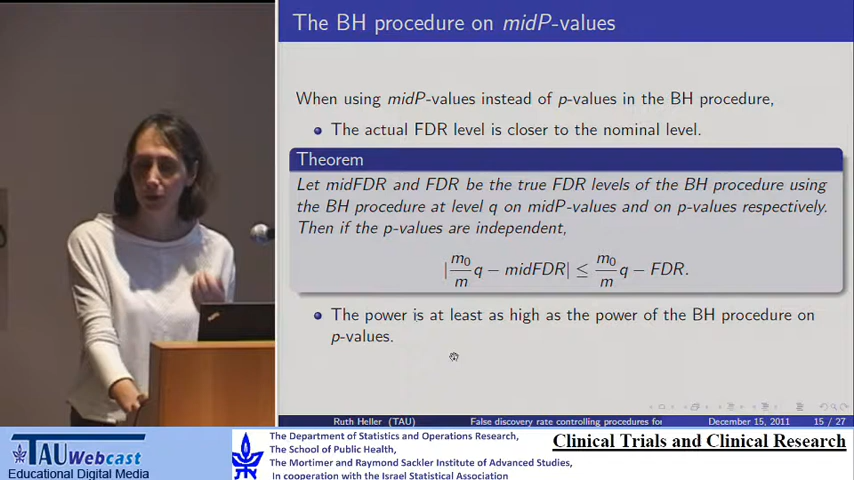 The BH procedure on midP-values
When using midP-values instead of p-values in the BH procedure,
The actual FDR level is closer to the nominal level.
Theorem
Let midFDR and FDR be the true FDR levels of the BH procedure using
the BH procedure at level q on midP-values and on p-values respectively.
Then if the p-values are independent,
|m₀/m q − midFDR| ≤ m₀/m q − FDR.
The power is at least as high as the power of the BH procedure on
p-values.
Ruth Heller (TAU) False discovery rate controlling procedures for December 15, 2011 15 / 27
TAU Webcast
Educational Digital Media
The Department of Statistics and Operations Research,
The School of Public Health,
The Mortimer and Raymond Sackler Institute of Advanced Studies,
In cooperation with the Israel Statistical Association
Clinical Trials and Clinical Research